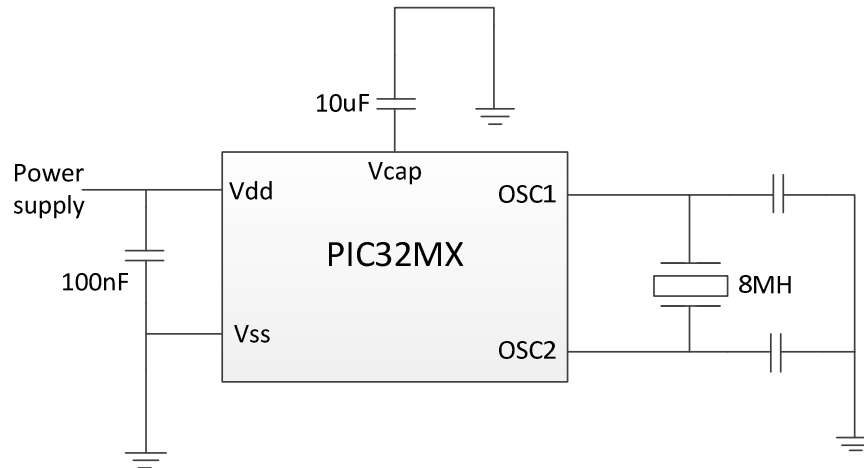 10uF
Power
supply
Vdd
Vcap
OSC1
PIC32MX
100nF
8MH
Vss
OSC2